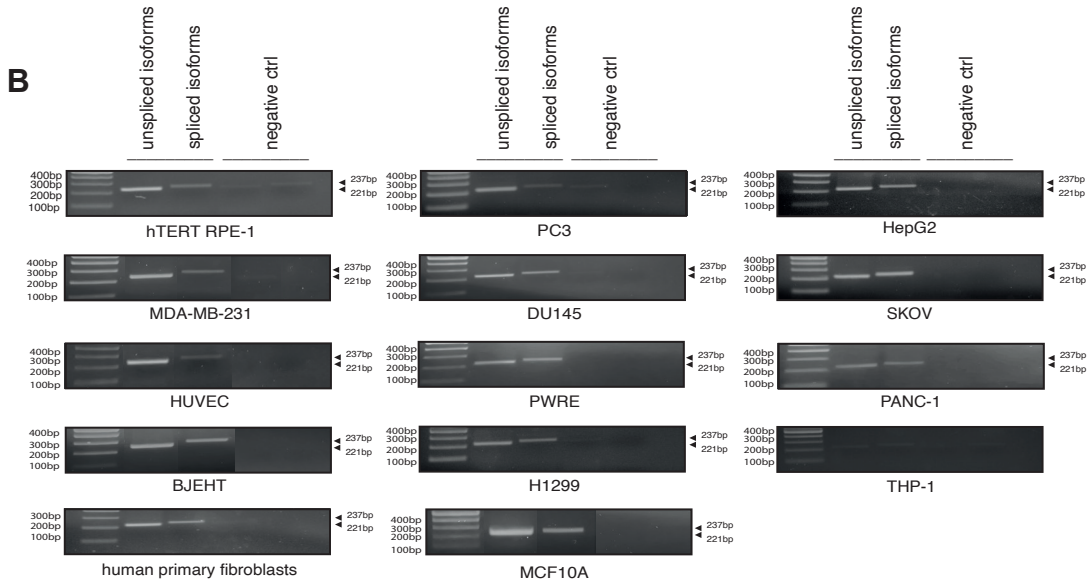 B
unspliced isoforms
spliced isoforms
negative ctrl
unspliced isoforms
spliced isoforms
negative ctrl
unspliced isoforms
spliced isoforms
negative ctrl
400bp
300bp
200bp
100bp
237bp
221bp
hTERT RPE-1
400bp
300bp
200bp
100bp
237bp
221bp
PC3
400bp
300bp
200bp
100bp
237bp
221bp
HepG2
400bp
300bp
200bp
100bp
237bp
221bp
MDA-MB-231
400bp
300bp
200bp
100bp
237bp
221bp
DU145
400bp
300bp
200bp
100bp
237bp
221bp
SKOV
400bp
300bp
200bp
100bp
237bp
221bp
HUVEC
400bp
300bp
200bp
100bp
237bp
221bp
PWRE
400bp
300bp
200bp
100bp
237bp
221bp
PANC-1
400bp
300bp
200bp
100bp
237bp
221bp
BJEHT
400bp
300bp
200bp
100bp
237bp
221bp
H1299
400bp
300bp
200bp
100bp
237bp
221bp
THP-1
300bp
200bp
100bp
237bp
221bp
human primary fibroblasts
400bp
300bp
200bp
100bp
237bp
221bp
MCF10A